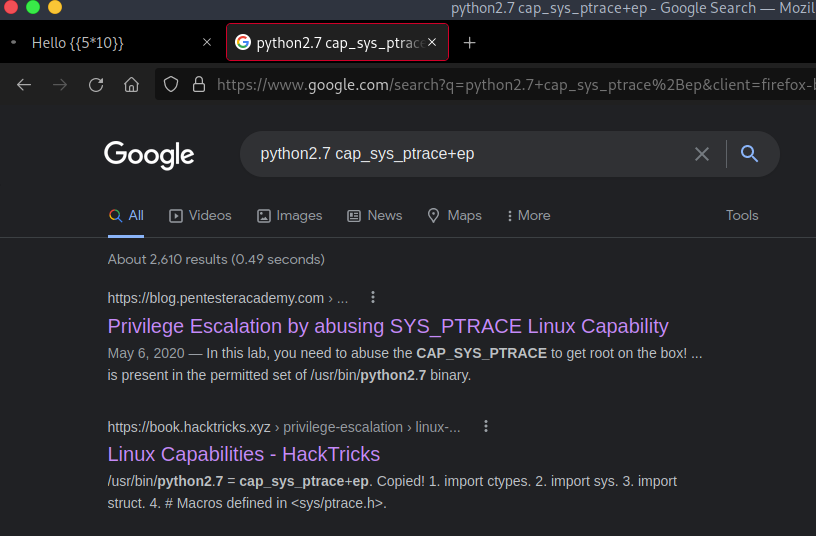 python2.7 cap_sys_ptrace+ep - Google Search — Mozil
Hello {{5*10}}
python2.7 cap_sys_ptrace
https://www.google.com/search?q=python2.7+cap_sys_ptrace%2Bep&client=firefox-b
Google
python2.7 cap_sys_ptrace+ep
All Videos Images News Maps More Tools
About 2,610 results (0.49 seconds)
https://blog.pentesteracademy.com › ...
Privilege Escalation by abusing SYS_PTRACE Linux Capability
May 6, 2020 — In this lab, you need to abuse the CAP_SYS_PTRACE to get root on the box! ...
is present in the permitted set of /usr/bin/python2.7 binary.
https://book.hacktricks.xyz › privilege-escalation › linux-...
Linux Capabilities - HackTricks
/usr/bin/python2.7 = cap_sys_ptrace+ep. Copied! 1. import ctypes. 2. import sys. 3. import
struct. 4. # Macros defined in <sys/ptrace.h>.